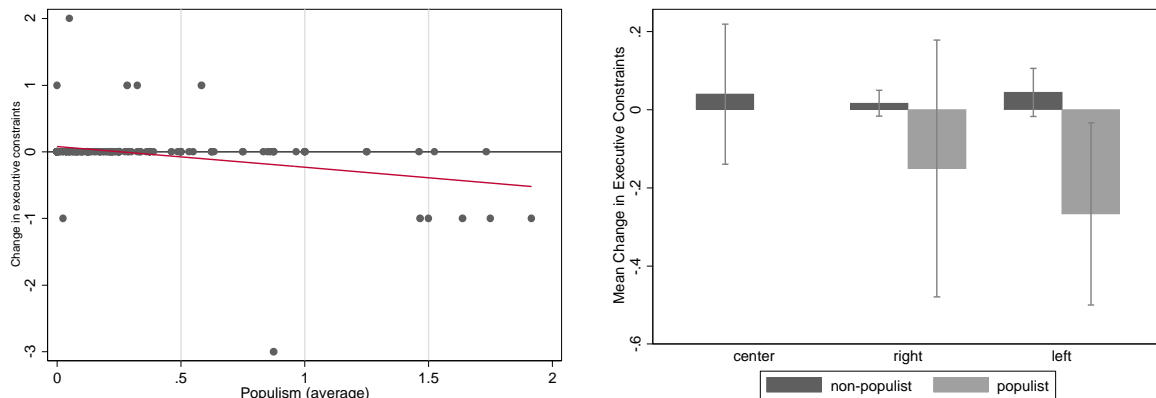 Change in executive constraints
2
1
0
-1
-2
-3
0
.5
1
1.5
2
Populism (average)
Mean Change in Executive Constraints
.2
0
-.2
-.4
-.6
center
right
left
non-populist
populist